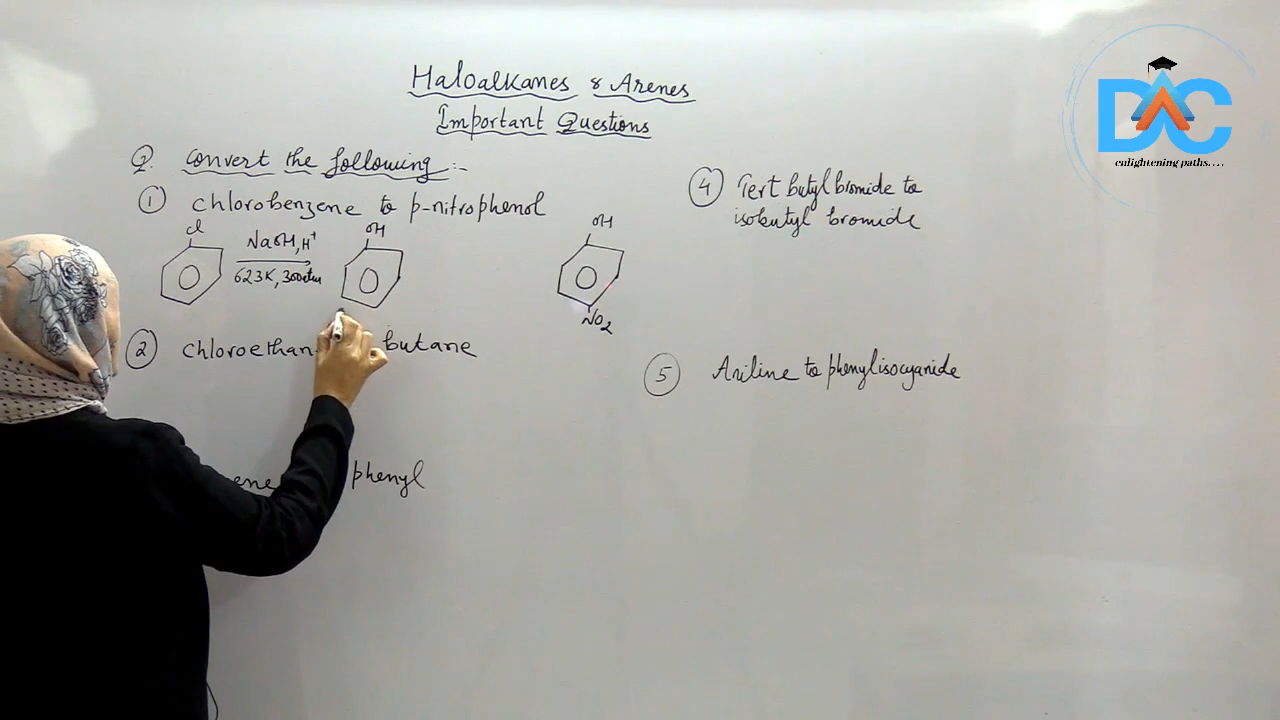 Haloalkanes & Arenes
Important Questions
Q. Convert the following :-
① chlorobenzene to p-nitrophenol
cl
NaOH, H⁺
623K, 300atm
OH
OH
NO₂
② chloroethan butane
phenyl
④ Tert butyl bromide to
isobutyl bromide
⑤ Aniline to phenylisocyanide
DAC
enlightening paths....